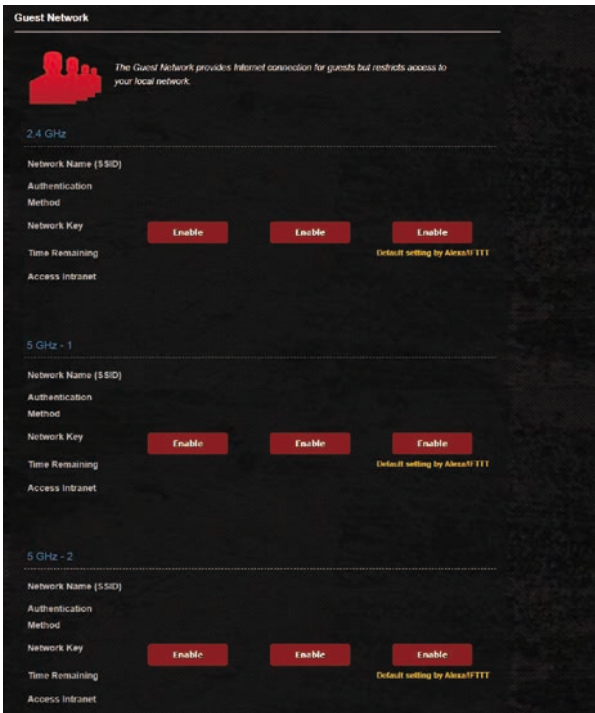 Guest Network
The Guest Network provides Internet connection for guests but restricts access to
your local network.
2.4 GHz
Network Name (SSID)
Authentication
Method
Network Key
Enable Enable Enable
Time Remaining
Default setting by Alexa/IFTTT
Access Intranet
5 GHz - 1
Network Name (SSID)
Authentication
Method
Network Key
Enable Enable Enable
Time Remaining
Default setting by Alexa/IFTTT
Access Intranet
5 GHz - 2
Network Name (SSID)
Authentication
Method
Network Key
Enable Enable Enable
Time Remaining
Default setting by Alexa/IFTTT
Access Intranet